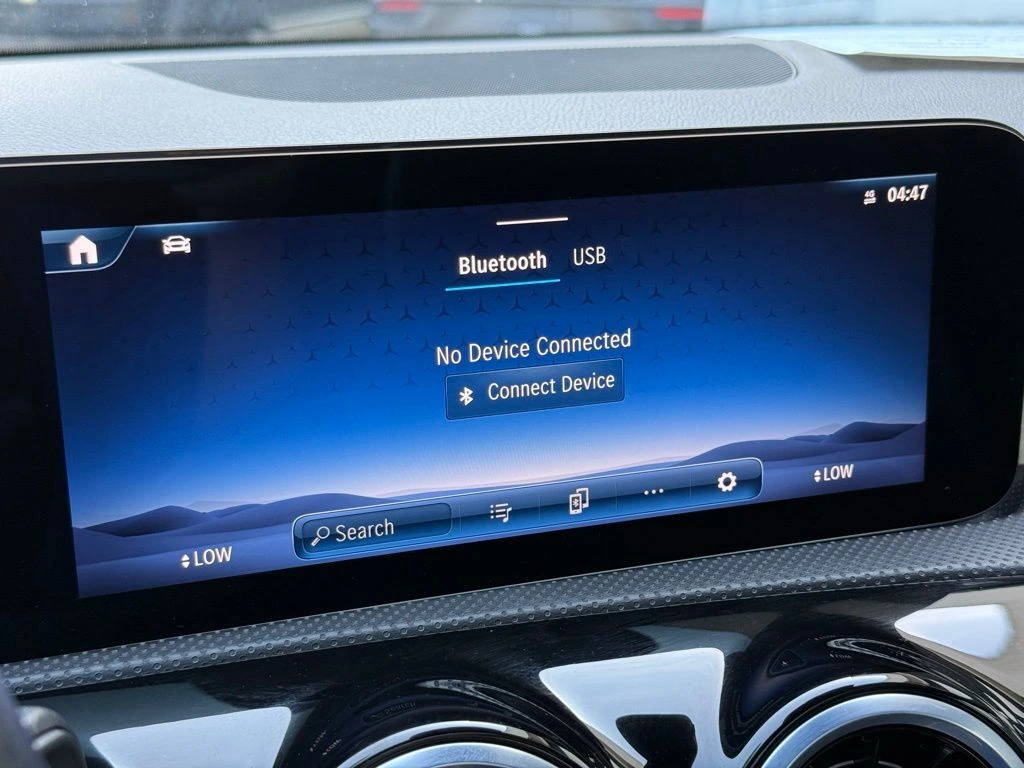 4G 04:47
Bluetooth USB
No Device Connected
Connect Device
Search
LOW
LOW